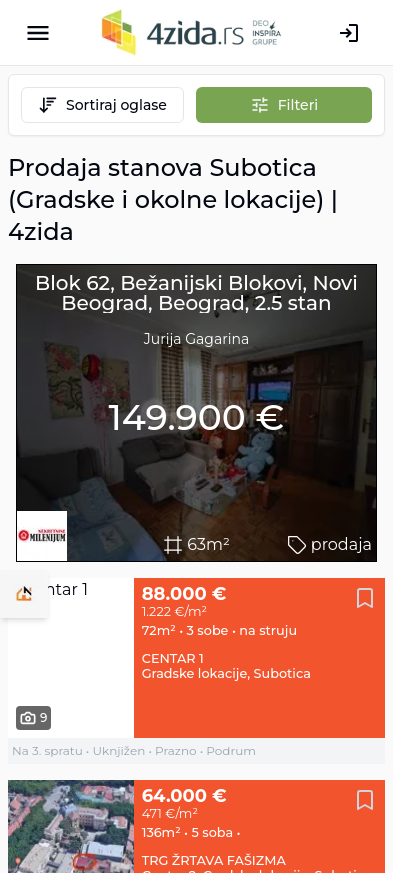 4zida.rs
DEO
INSPIRA
GRUPE
Sortiraj oglase
Filteri
Prodaja stanova Subotica
(Gradske i okolne lokacije) |
4zida
Blok 62, Bežanijski Blokovi, Novi
Beograd, Beograd, 2.5 stan
Jurija Gagarina
149.900 €
NEKRETNINE
MILENIJUM
63m²
prodaja
ntar 1
88.000 €
1.222 €/m²
72m² • 3 sobe • na struju
CENTAR 1
Gradske lokacije, Subotica
9
Na 3. spratu • Uknjižen • Prazno • Podrum
64.000 €
471 €/m²
136m² • 5 soba •
TRG ŽRTAVA FAŠIZMA